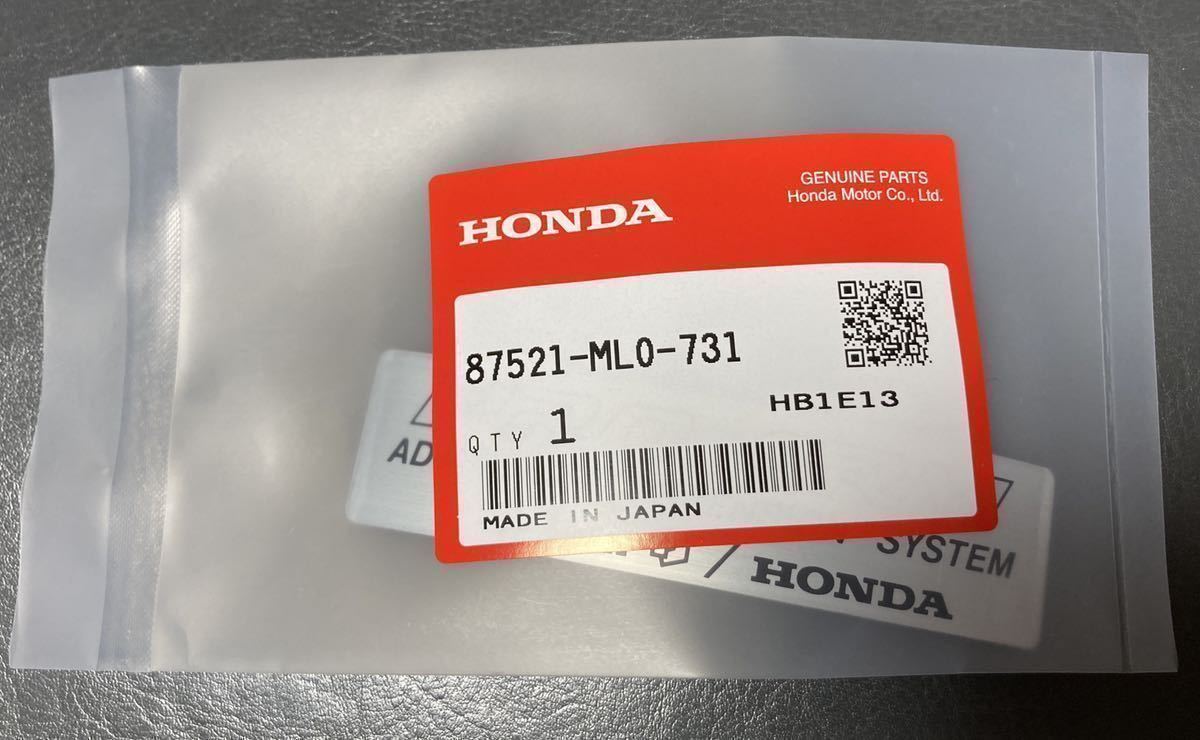 GENUINE PARTS
Honda Motor Co., Ltd.
HONDA
87521-ML0-731
HB1E13
QTY 1
MADE IN JAPAN
AD
SYSTEM
/ HONDA